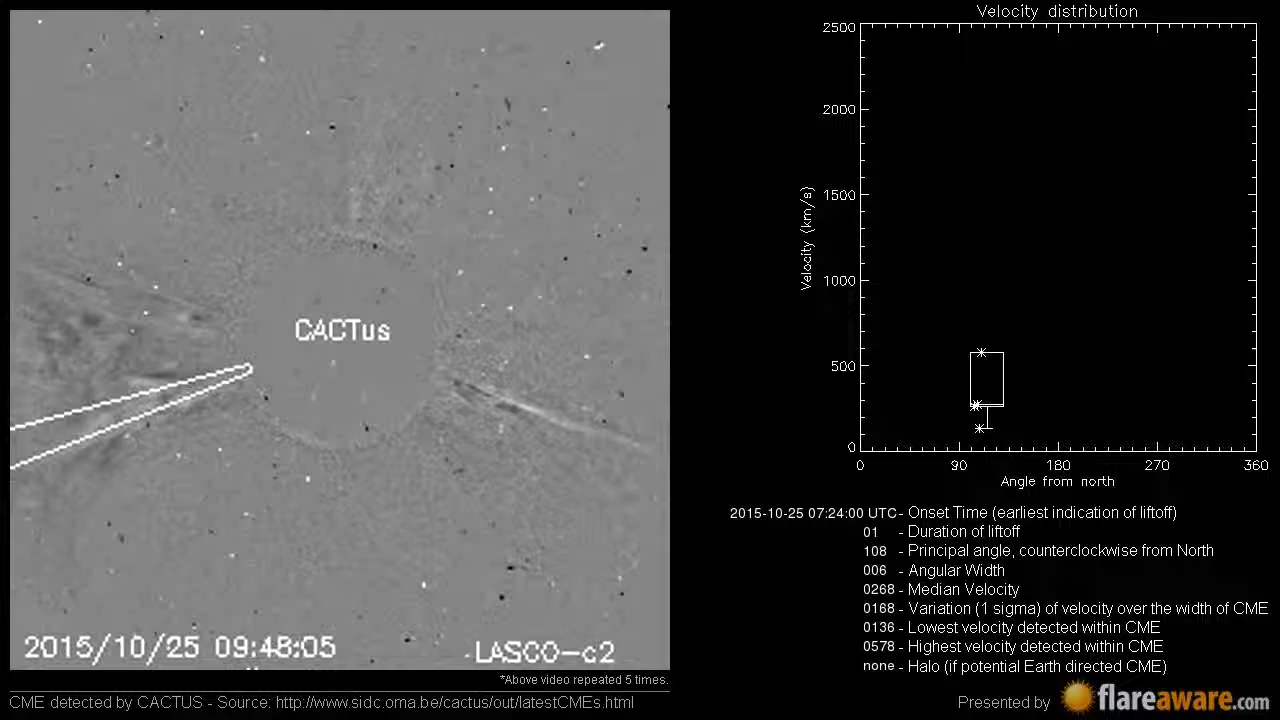 CACTus
2015/10/25 09:48:05
LASCO-c2
*Above video repeated 5 times.
CME detected by CACTUS - Source: http://www.sidc.oma.be/cactus/out/latestCMEs.html
Velocity distribution
2500
2000
1500
1000
500
0
Velocity (km/s)
0 90 180 270 360
Angle from north
2015-10-25 07:24:00 UTC - Onset Time (earliest indication of liftoff)
01 - Duration of liftoff
108 - Principal angle, counterclockwise from North
006 - Angular Width
0268 - Median Velocity
0168 - Variation (1 sigma) of velocity over the width of CME
0136 - Lowest velocity detected within CME
0578 - Highest velocity detected within CME
none - Halo (if potential Earth directed CME)
Presented by flareaware.com